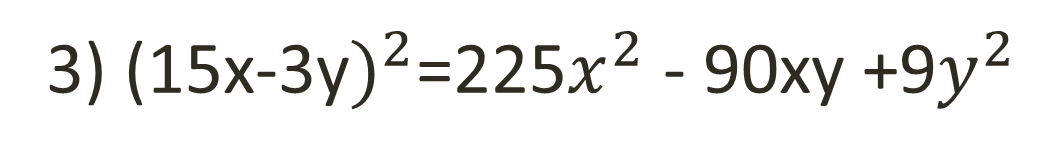 3) (15x-3y)²=225x² - 90xy +9y²